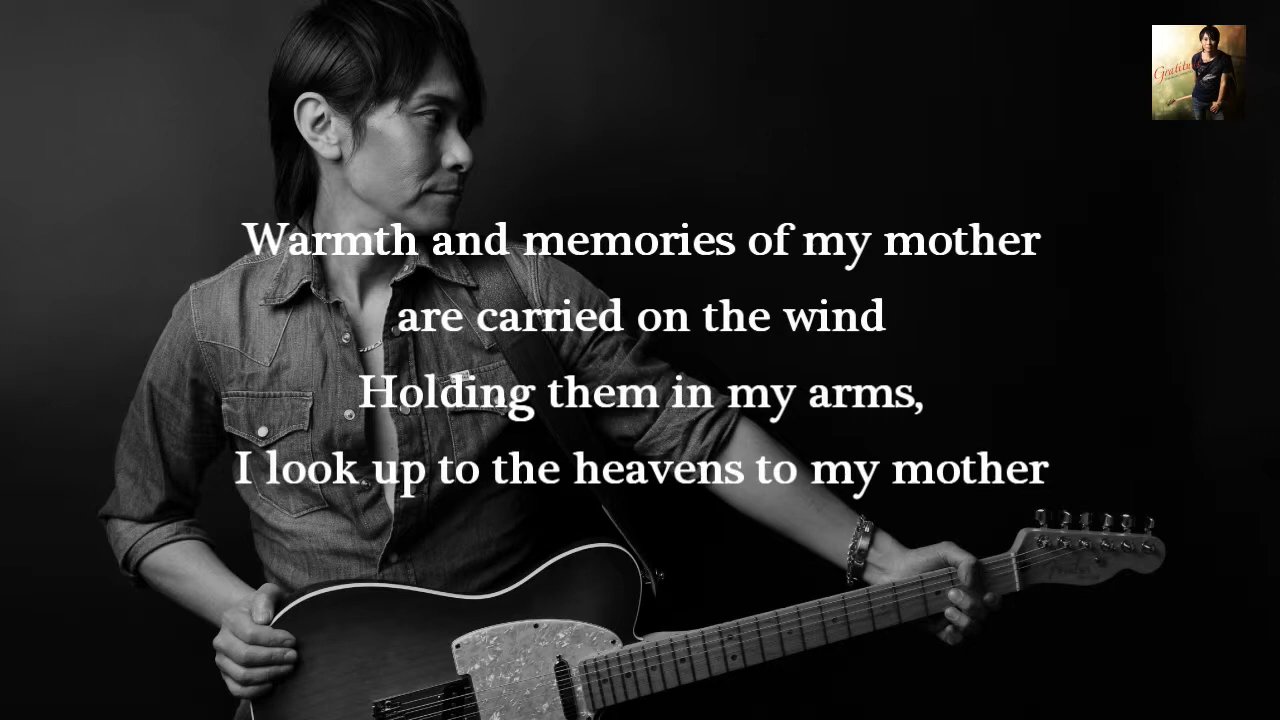 Gratitude
Warmth and memories of my mother
are carried on the wind
Holding them in my arms,
I look up to the heavens to my mother